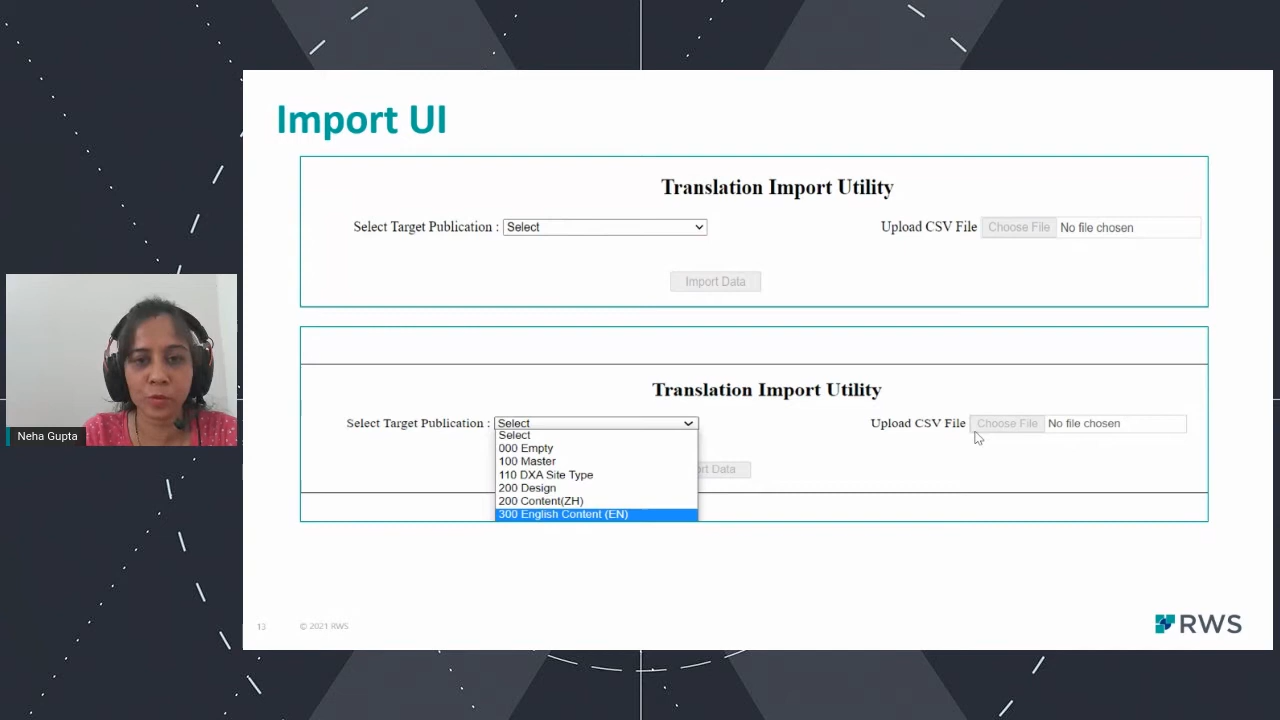 Import UI
Translation Import Utility
Select Target Publication : Select
Upload CSV File Choose File No file chosen
Import Data
Translation Import Utility
Select Target Publication : Select
Upload CSV File Choose File No file chosen
Select
000 Empty
100 Master
110 DXA Site Type
rt Data
200 Design
200 Content(ZH)
300 English Content (EN)
Neha Gupta
13
© 2021 RWS
RWS